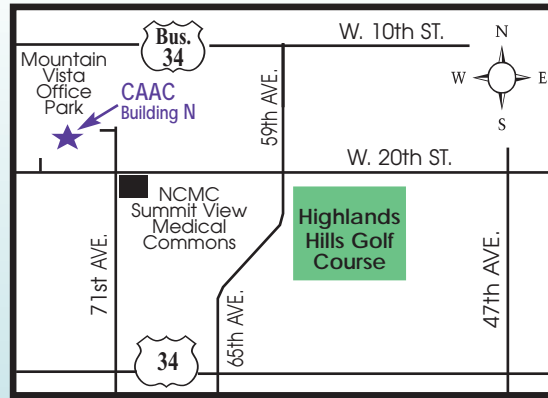 Bus.
34
W. 10th ST.
N
W
E
S
Mountain
Vista
Office
Park
CAAC
Building N
59th AVE.
W. 20th ST.
NCMC
Summit View
Medical
Commons
Highlands
Hills Golf
Course
71st AVE.
65th AVE.
47th AVE.
34